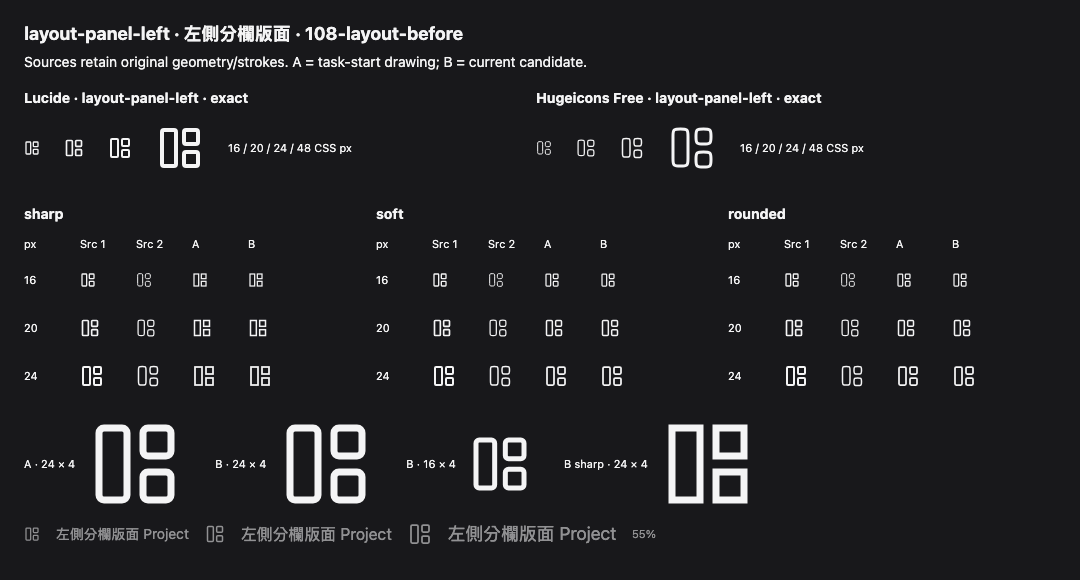 layout-panel-left · 左側分欄版面 · 108-layout-before
Sources retain original geometry/strokes. A = task-start drawing; B = current candidate.
Lucide · layout-panel-left · exact
Hugeicons Free · layout-panel-left · exact
16 / 20 / 24 / 48 CSS px
16 / 20 / 24 / 48 CSS px
sharp
soft
rounded
px Src 1 Src 2 A B
px Src 1 Src 2 A B
px Src 1 Src 2 A B
16
16
16
20
20
20
24
24
24
A · 24 × 4
B · 24 × 4
B · 16 × 4
B sharp · 24 × 4
左側分欄版面 Project
左側分欄版面 Project
左側分欄版面 Project
55%